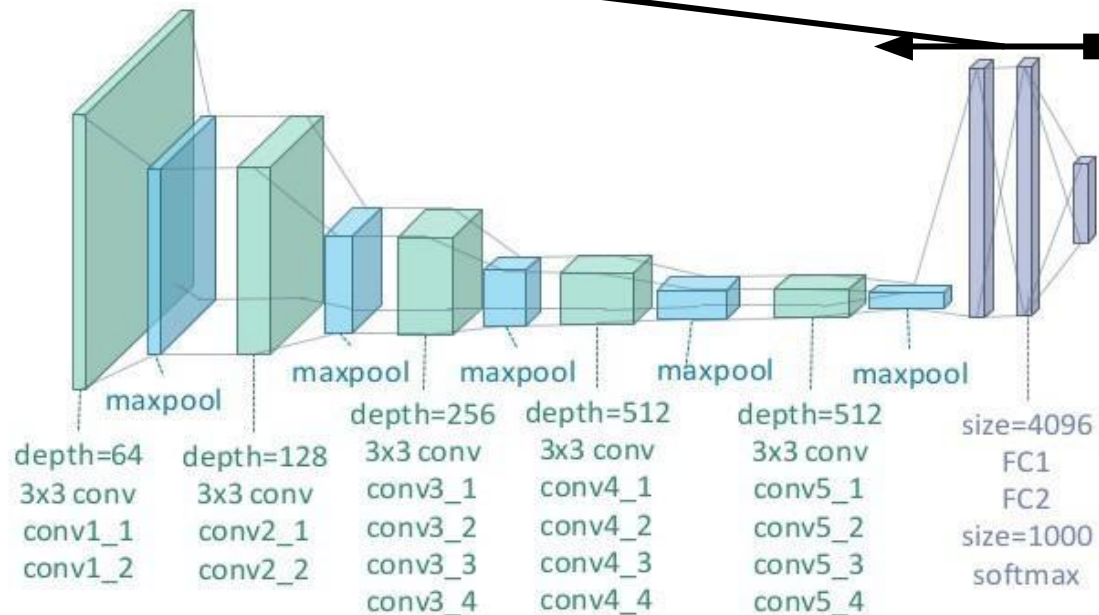 maxpool
maxpool
maxpool
maxpool
maxpool
depth=64
3x3 conv
conv1_1
conv1_2
depth=128
3x3 conv
conv2_1
conv2_2
depth=256
3x3 conv
conv3_1
conv3_2
conv3_3
conv3_4
depth=512
3x3 conv
conv4_1
conv4_2
conv4_3
conv4_4
depth=512
3x3 conv
conv5_1
conv5_2
conv5_3
conv5_4
size=4096
FC1
FC2
size=1000
softmax